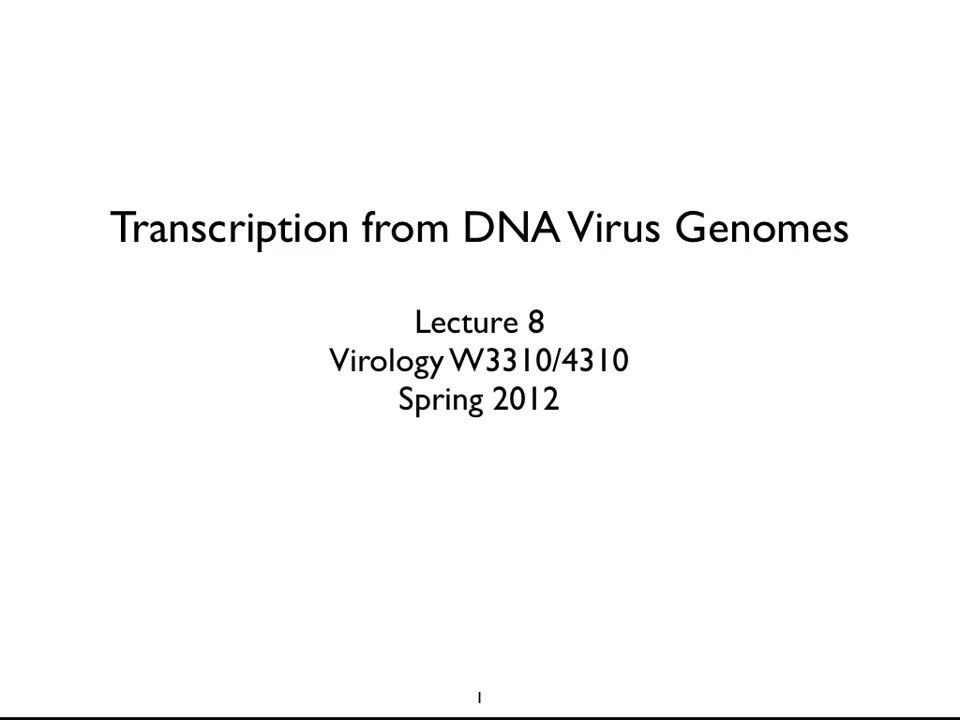 Transcription from DNA Virus Genomes
Lecture 8
Virology W3310/4310
Spring 2012
1